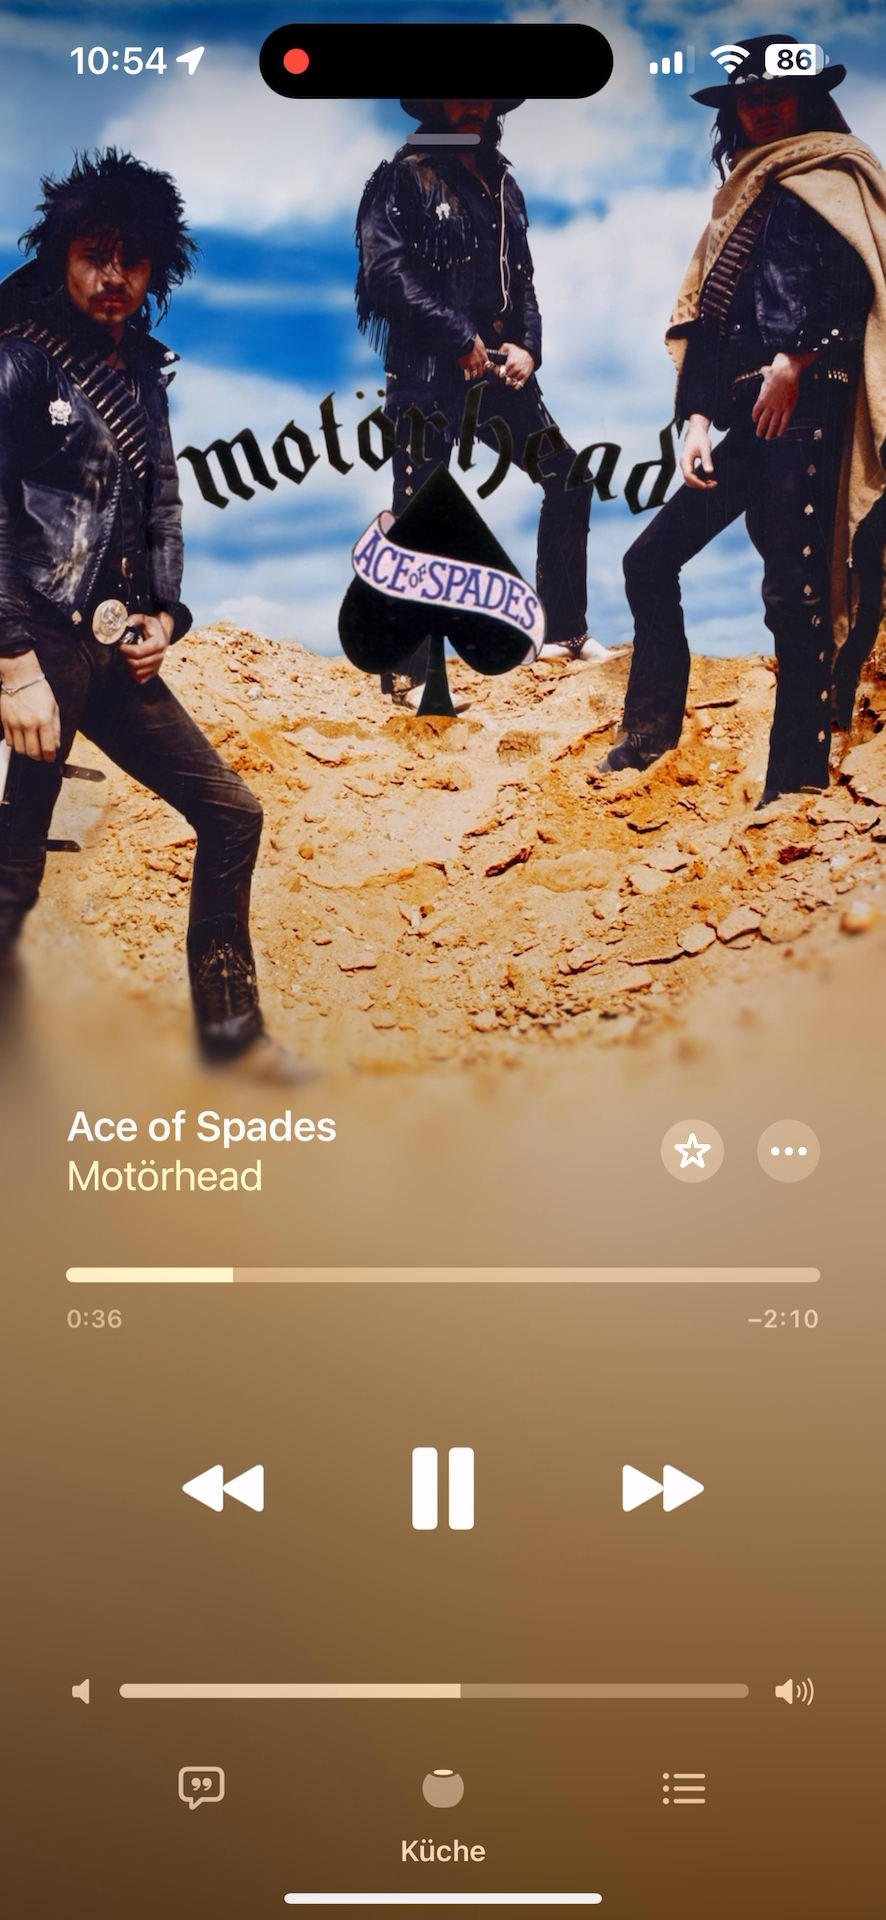 10:54
86
motörhead
ACE OF SPADES
Ace of Spades
Motörhead
0:36
–2:10
Küche